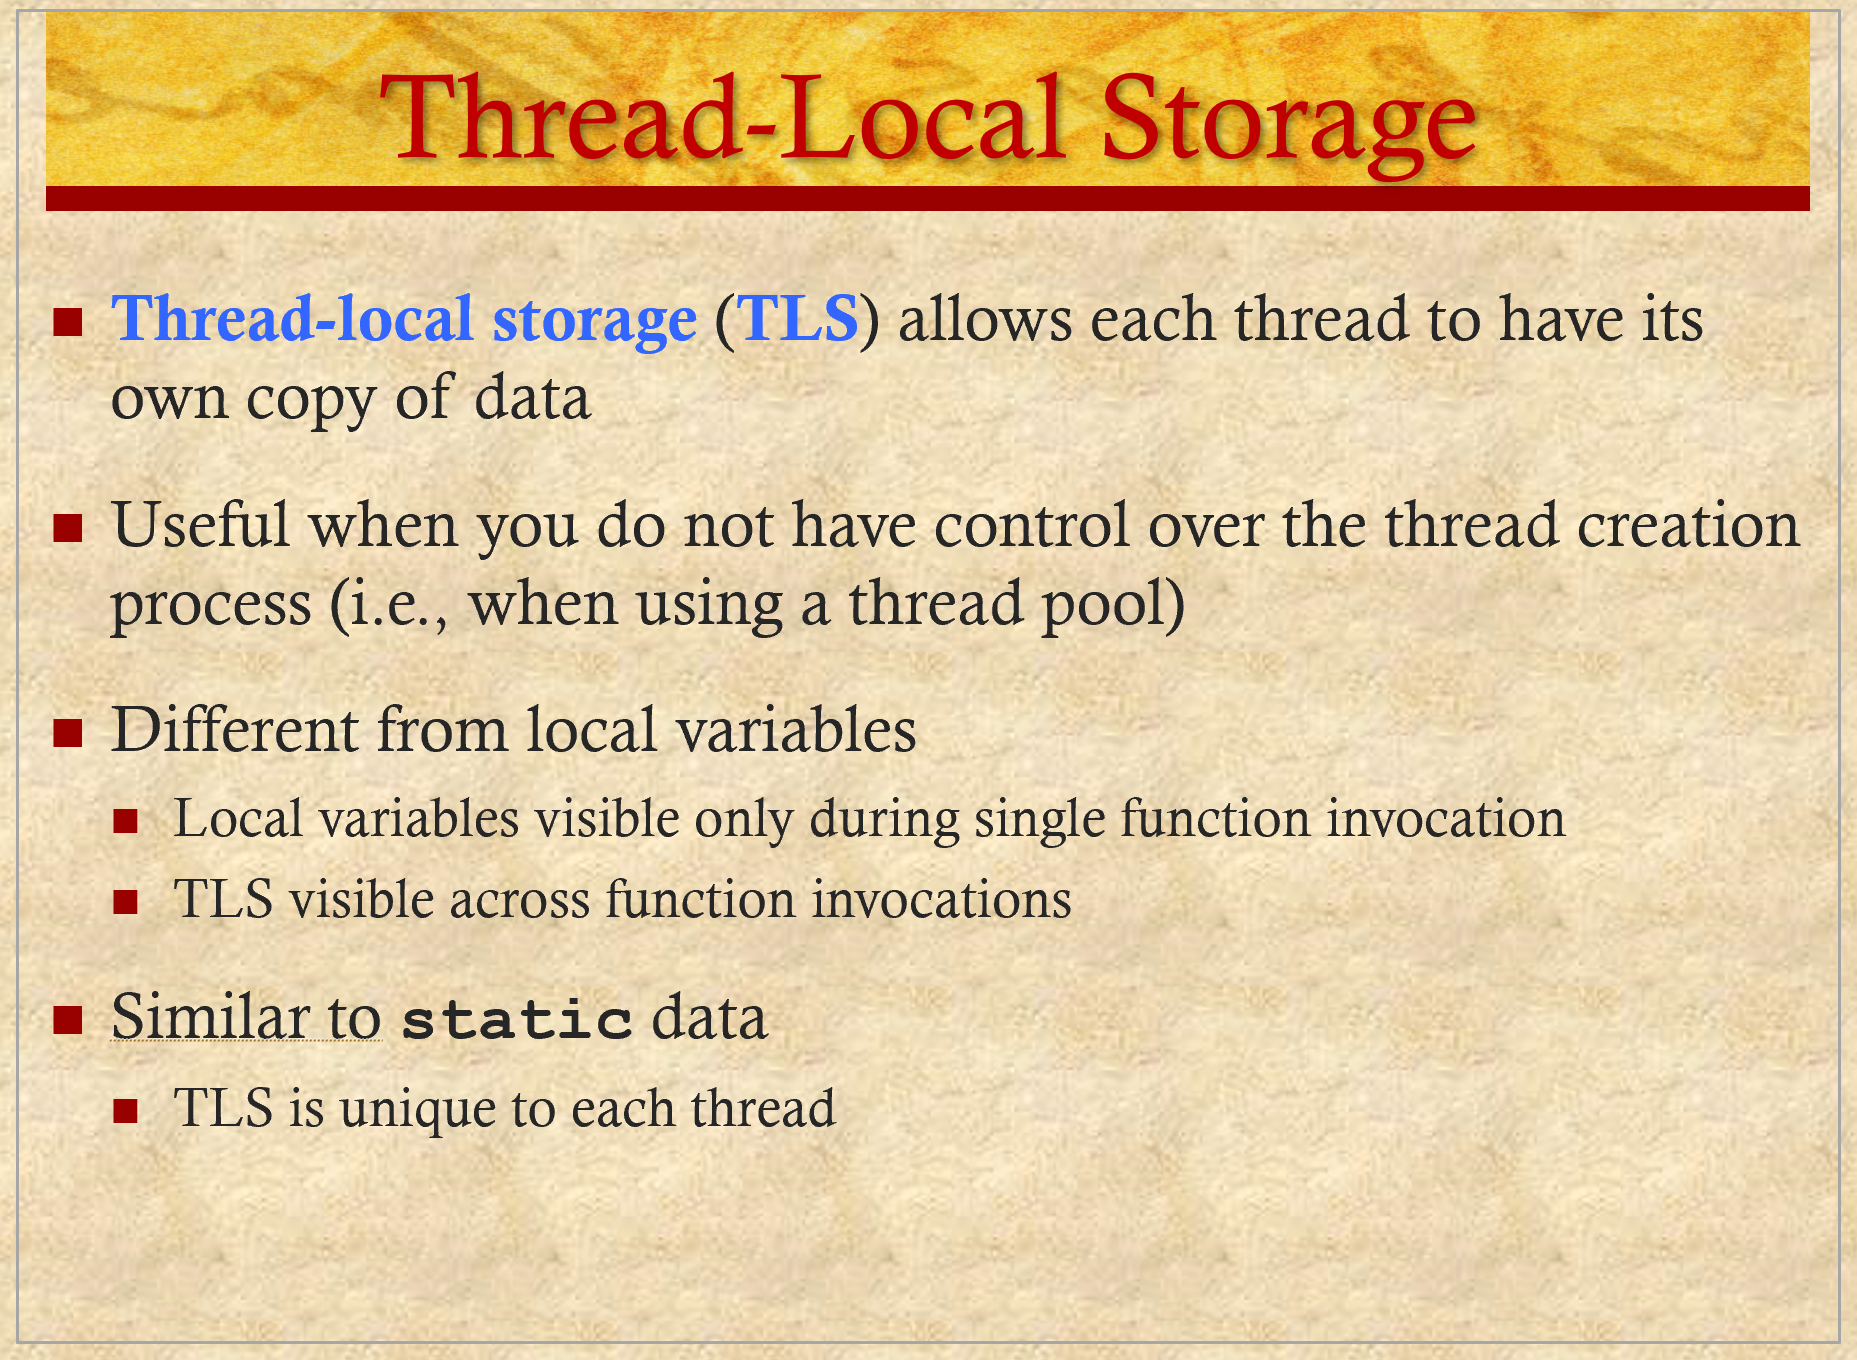 Thread-Local Storage
Thread-local storage (TLS) allows each thread to have its
own copy of data
Useful when you do not have control over the thread creation
process (i.e., when using a thread pool)
Different from local variables
Local variables visible only during single function invocation
TLS visible across function invocations
Similar to static data
TLS is unique to each thread